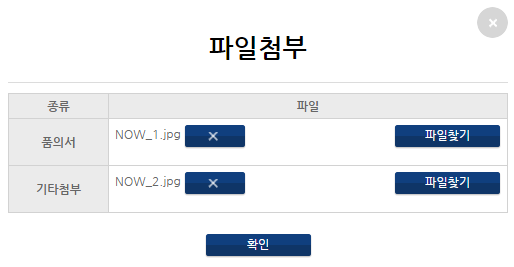 파일첨부
종류 파일
품의서 NOW_1.jpg × 파일찾기
기타첨부 NOW_2.jpg × 파일찾기
확인